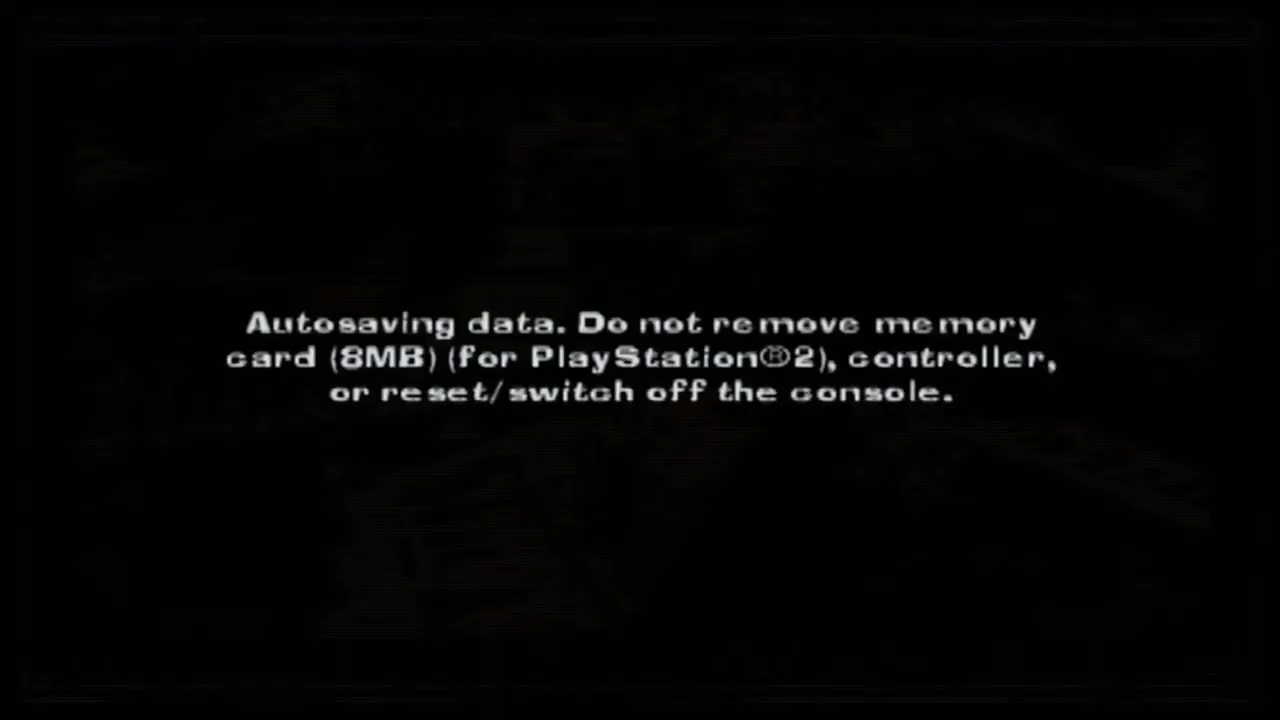 Autosaving data. Do not remove memory
card (8MB) (for PlayStation®2), controller,
or reset/switch off the console.